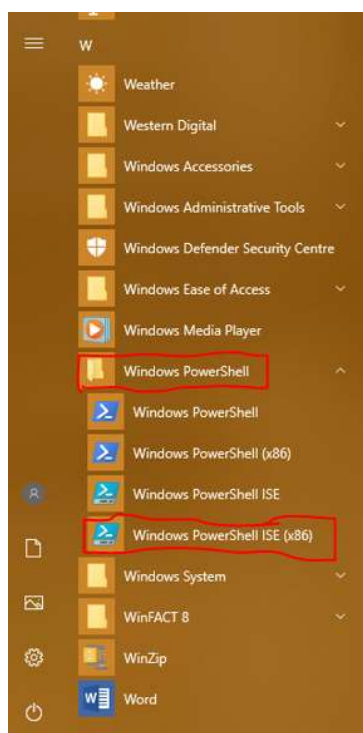 W
Weather
Western Digital
Windows Accessories
Windows Administrative Tools
Windows Defender Security Centre
Windows Ease of Access
Windows Media Player
Windows PowerShell
Windows PowerShell
Windows PowerShell (x86)
Windows PowerShell ISE
Windows PowerShell ISE (x86)
Windows System
WinFACT 8
WinZip
Word